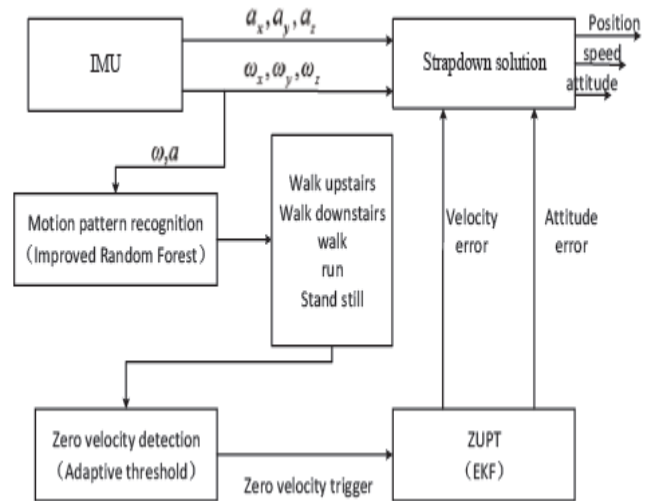 a_x, a_y, a_z
Position
IMU
Strapdown solution
speed
ω_x, ω_y, ω_z
attitude
ω,a
Motion pattern recognition
（Improved Random Forest）
Walk upstairs
Walk downstairs
walk
run
Stand still
Velocity
error
Attitude
error
Zero velocity detection
（Adaptive threshold）
Zero velocity trigger
ZUPT
（EKF）